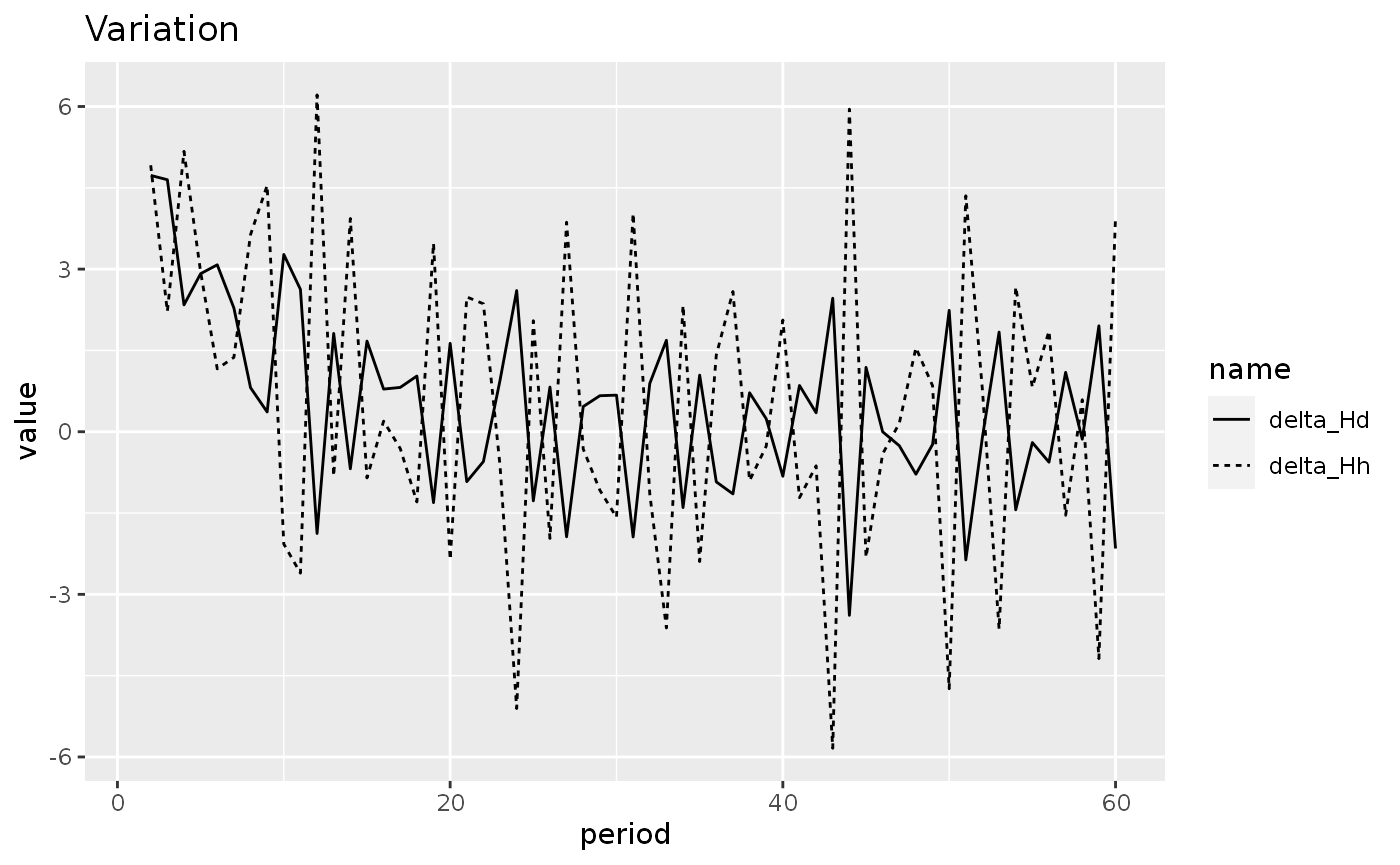 Variation
6
3
0
-3
-6
value
0 20 40 60
period
name
delta_Hd
delta_Hh